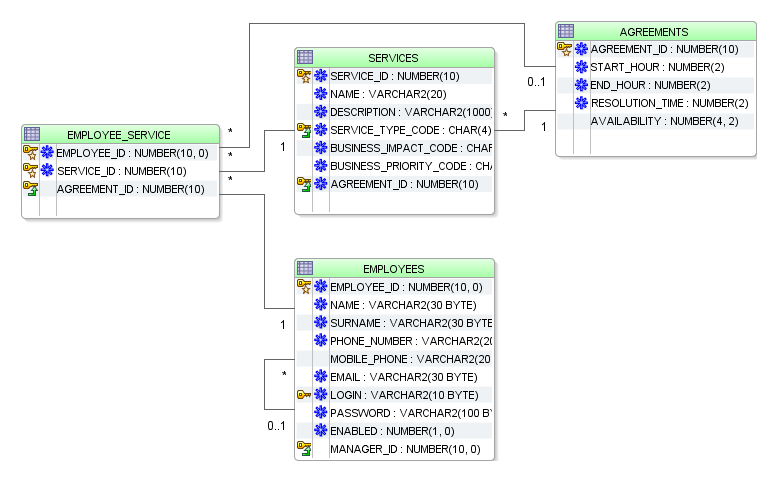 AGREEMENTS
AGREEMENT_ID : NUMBER(10)
START_HOUR : NUMBER(2)
END_HOUR : NUMBER(2)
RESOLUTION_TIME : NUMBER(2)
AVAILABILITY : NUMBER(4, 2)
0..1
1
SERVICES
SERVICE_ID : NUMBER(10)
NAME : VARCHAR2(20)
DESCRIPTION : VARCHAR2(1000)
SERVICE_TYPE_CODE : CHAR(4)
BUSINESS_IMPACT_CODE : CHAR
BUSINESS_PRIORITY_CODE : CHA
AGREEMENT_ID : NUMBER(10)
*
1
EMPLOYEE_SERVICE
EMPLOYEE_ID : NUMBER(10, 0)
SERVICE_ID : NUMBER(10)
AGREEMENT_ID : NUMBER(10)
*
*
*
EMPLOYEES
EMPLOYEE_ID : NUMBER(10, 0)
NAME : VARCHAR2(30 BYTE)
SURNAME : VARCHAR2(30 BYTE
PHONE_NUMBER : VARCHAR2(20
MOBILE_PHONE : VARCHAR2(20
EMAIL : VARCHAR2(30 BYTE)
LOGIN : VARCHAR2(10 BYTE)
PASSWORD : VARCHAR2(100 BY
ENABLED : NUMBER(1, 0)
MANAGER_ID : NUMBER(10, 0)
1
*
0..1